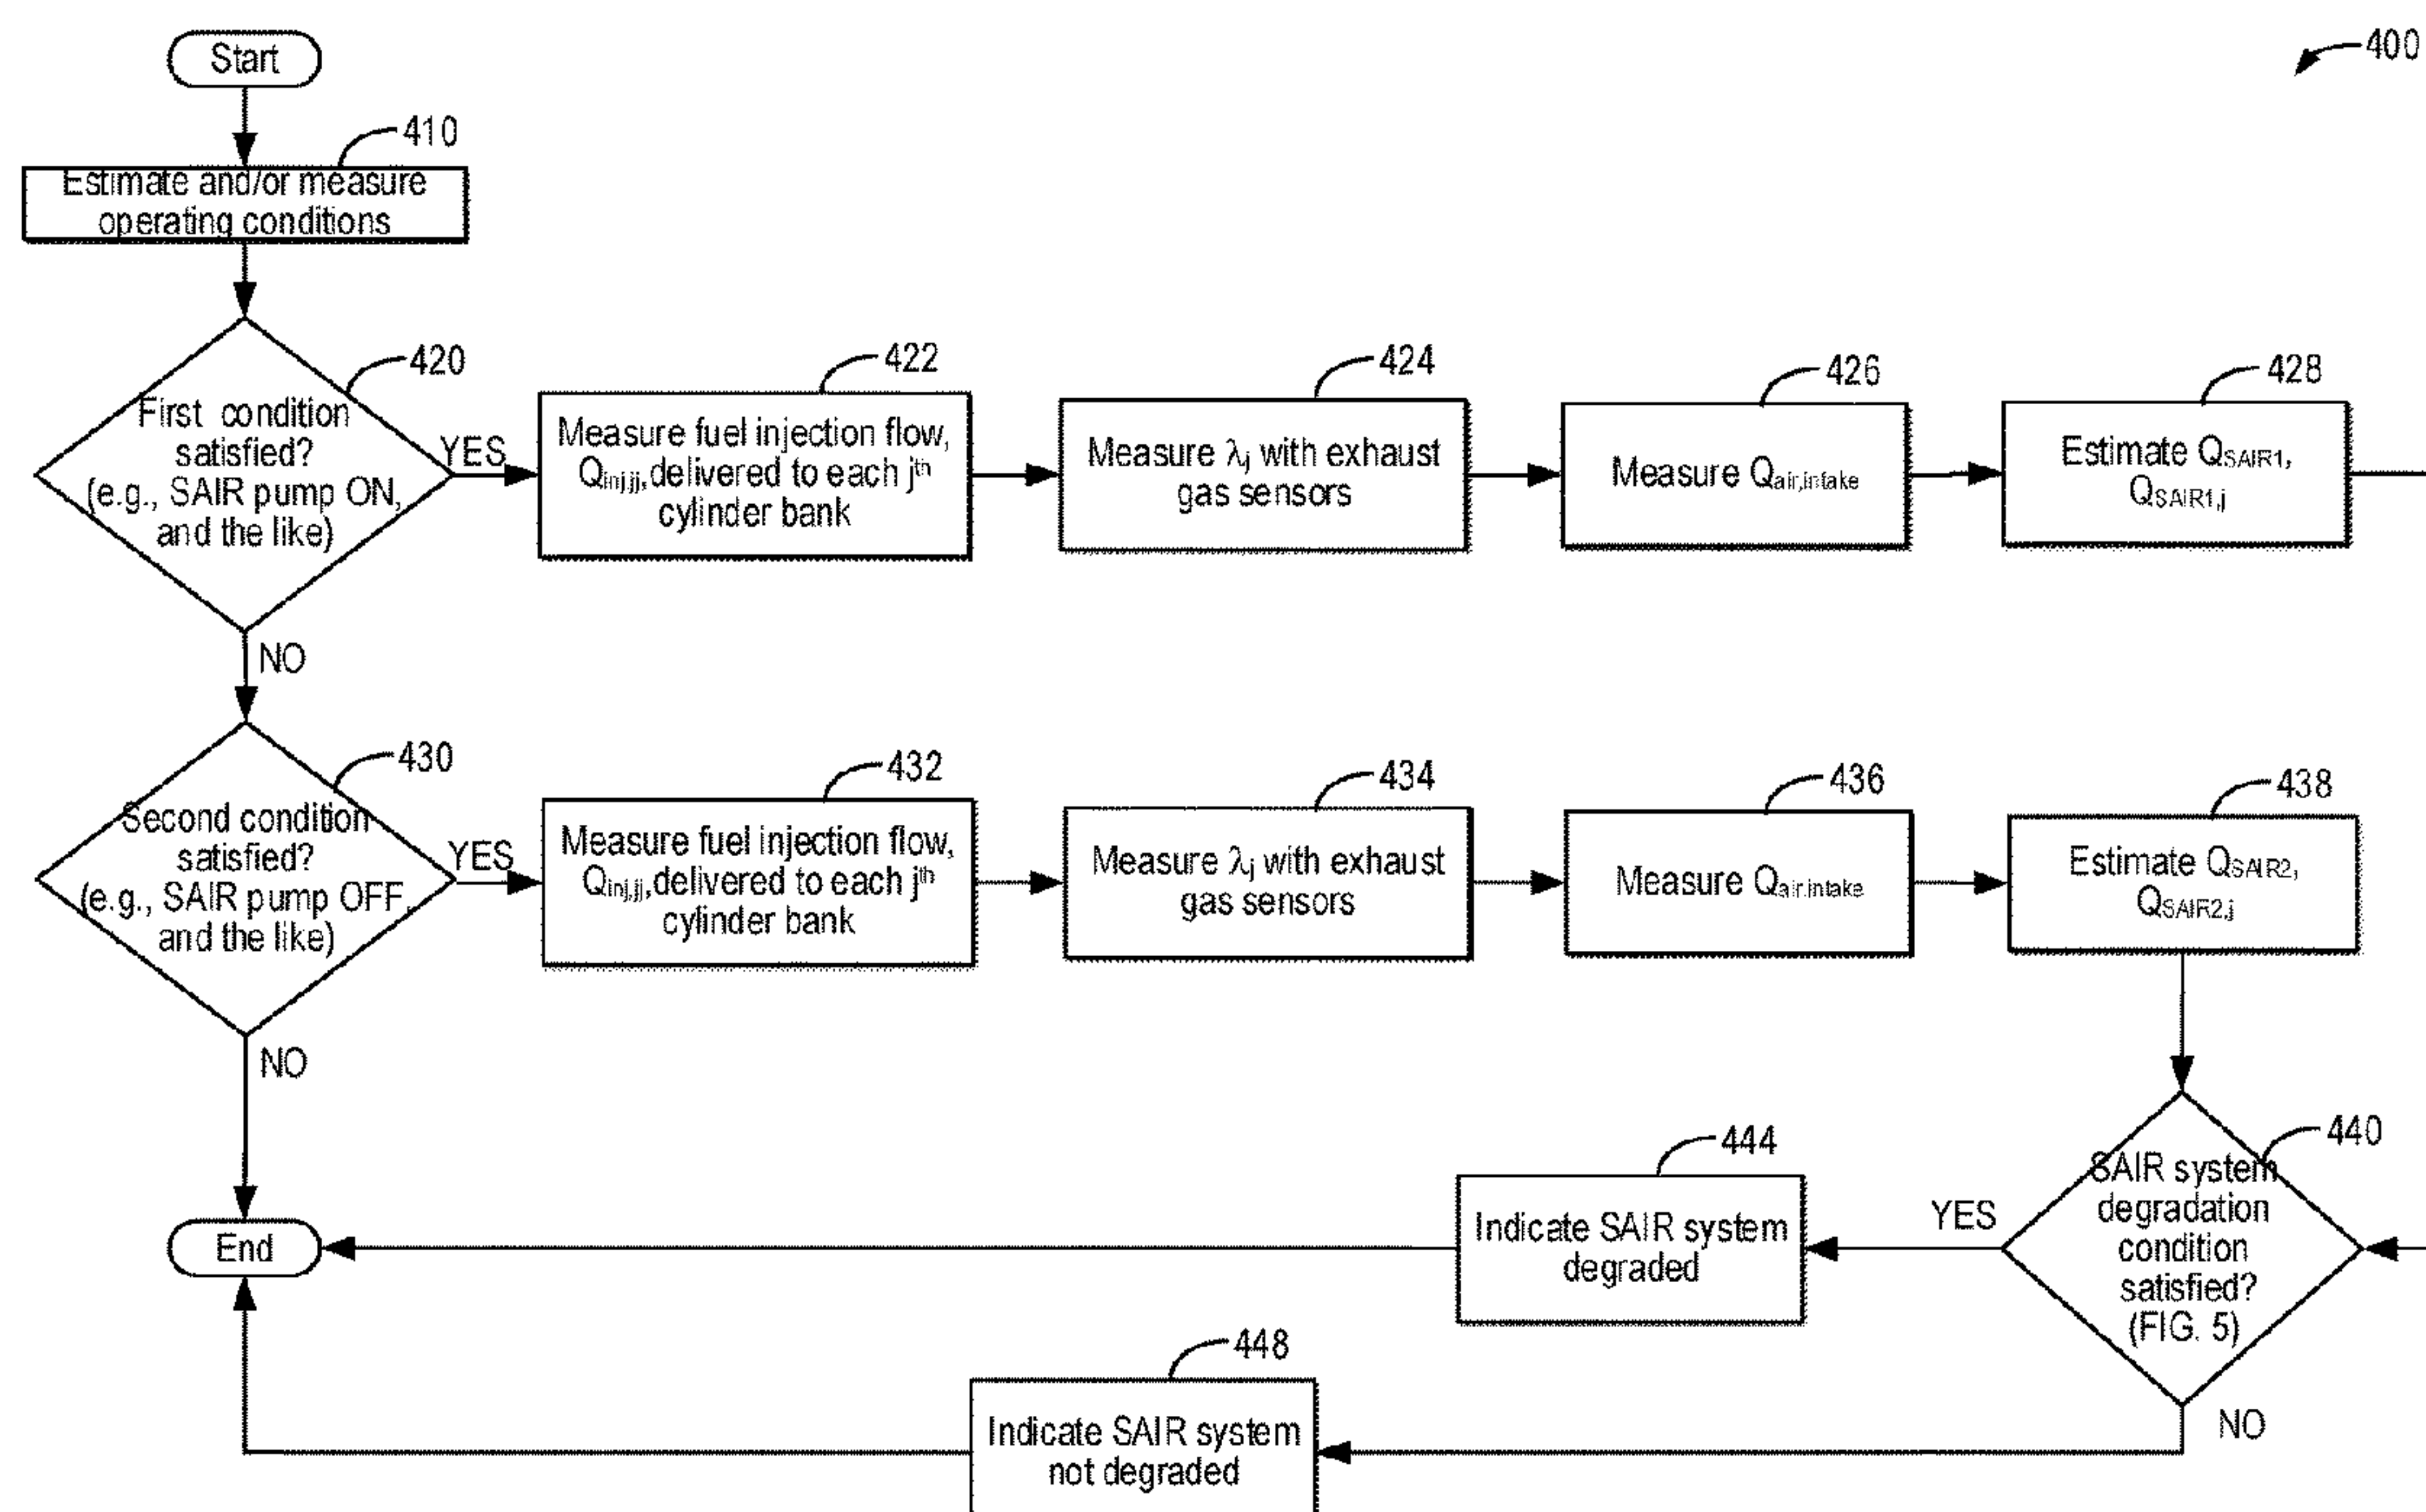 400
Start
410
Estimate and/or measure
operating conditions
420
First condition
satisfied?
(e.g., SAIR pump ON,
and the like)
YES
NO
422
Measure fuel injection flow,
Qinj,jj, delivered to each jth
cylinder bank
424
Measure λj with exhaust
gas sensors
426
Measure Qair,intake
428
Estimate QSAIR1,
QSAIR1,j
430
Second condition
satisfied?
(e.g., SAIR pump OFF,
and the like)
YES
NO
432
Measure fuel injection flow,
Qinj,jj, delivered to each jth
cylinder bank
434
Measure λj with exhaust
gas sensors
436
Measure Qair,intake
438
Estimate QSAIR2,
QSAIR2,j
440
SAIR system
degradation
condition
satisfied?
(FIG. 5)
YES
NO
444
Indicate SAIR system
degraded
End
448
Indicate SAIR system
not degraded